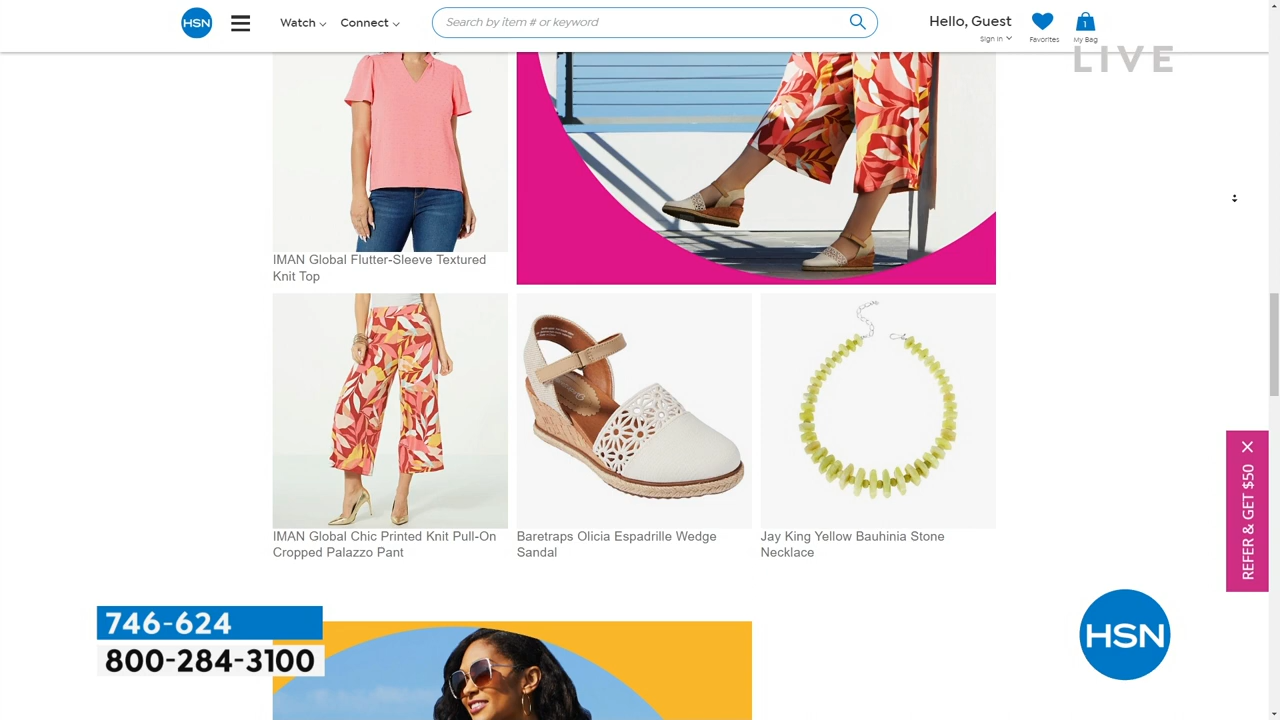 HSN
Watch
Connect
Search by item # or keyword
Hello, Guest
Sign In
Favorites
1
My Bag
LIVE
IMAN Global Flutter-Sleeve Textured
Knit Top
IMAN Global Chic Printed Knit Pull-On
Cropped Palazzo Pant
Baretraps Olicia Espadrille Wedge
Sandal
Jay King Yellow Bauhinia Stone
Necklace
REFER & GET $50
746-624
800-284-3100
HSN